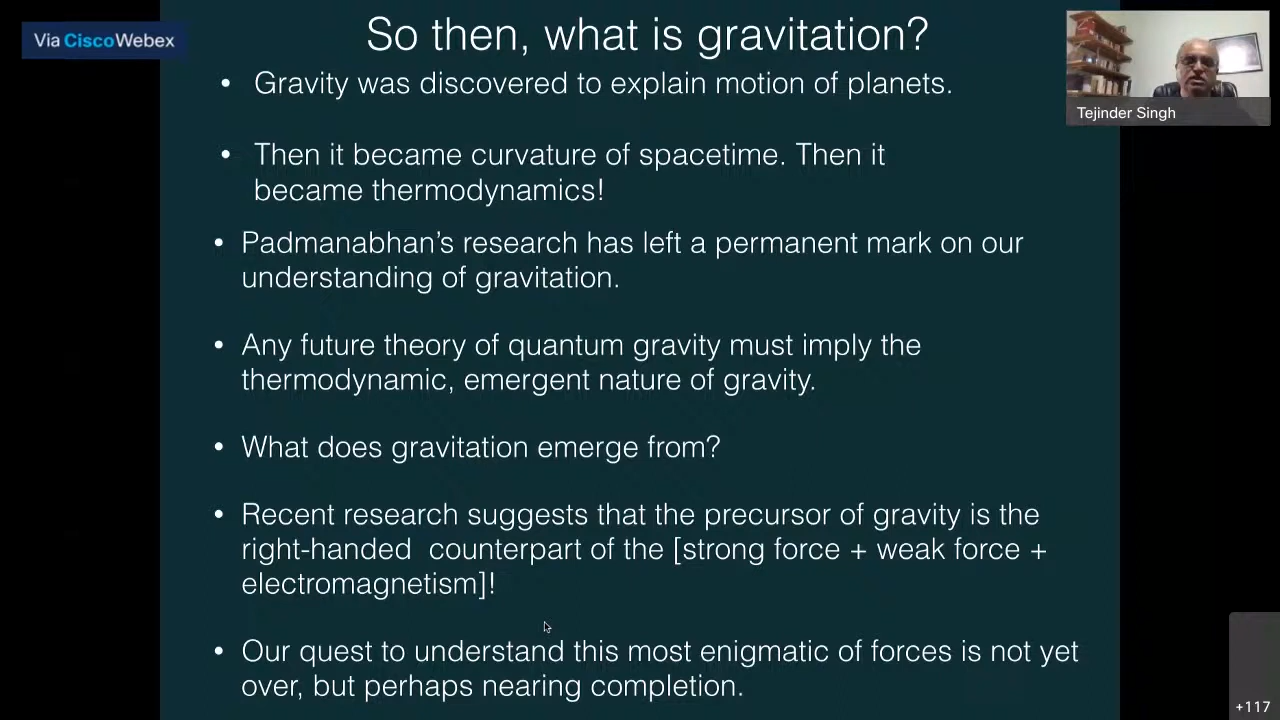 Via CiscoWebex
So then, what is gravitation?
Tejinder Singh
• Gravity was discovered to explain motion of planets.
• Then it became curvature of spacetime. Then it
became thermodynamics!
• Padmanabhan’s research has left a permanent mark on our
understanding of gravitation.
• Any future theory of quantum gravity must imply the
thermodynamic, emergent nature of gravity.
• What does gravitation emerge from?
• Recent research suggests that the precursor of gravity is the
right-handed counterpart of the [strong force + weak force +
electromagnetism]!
• Our quest to understand this most enigmatic of forces is not yet
over, but perhaps nearing completion.
+117